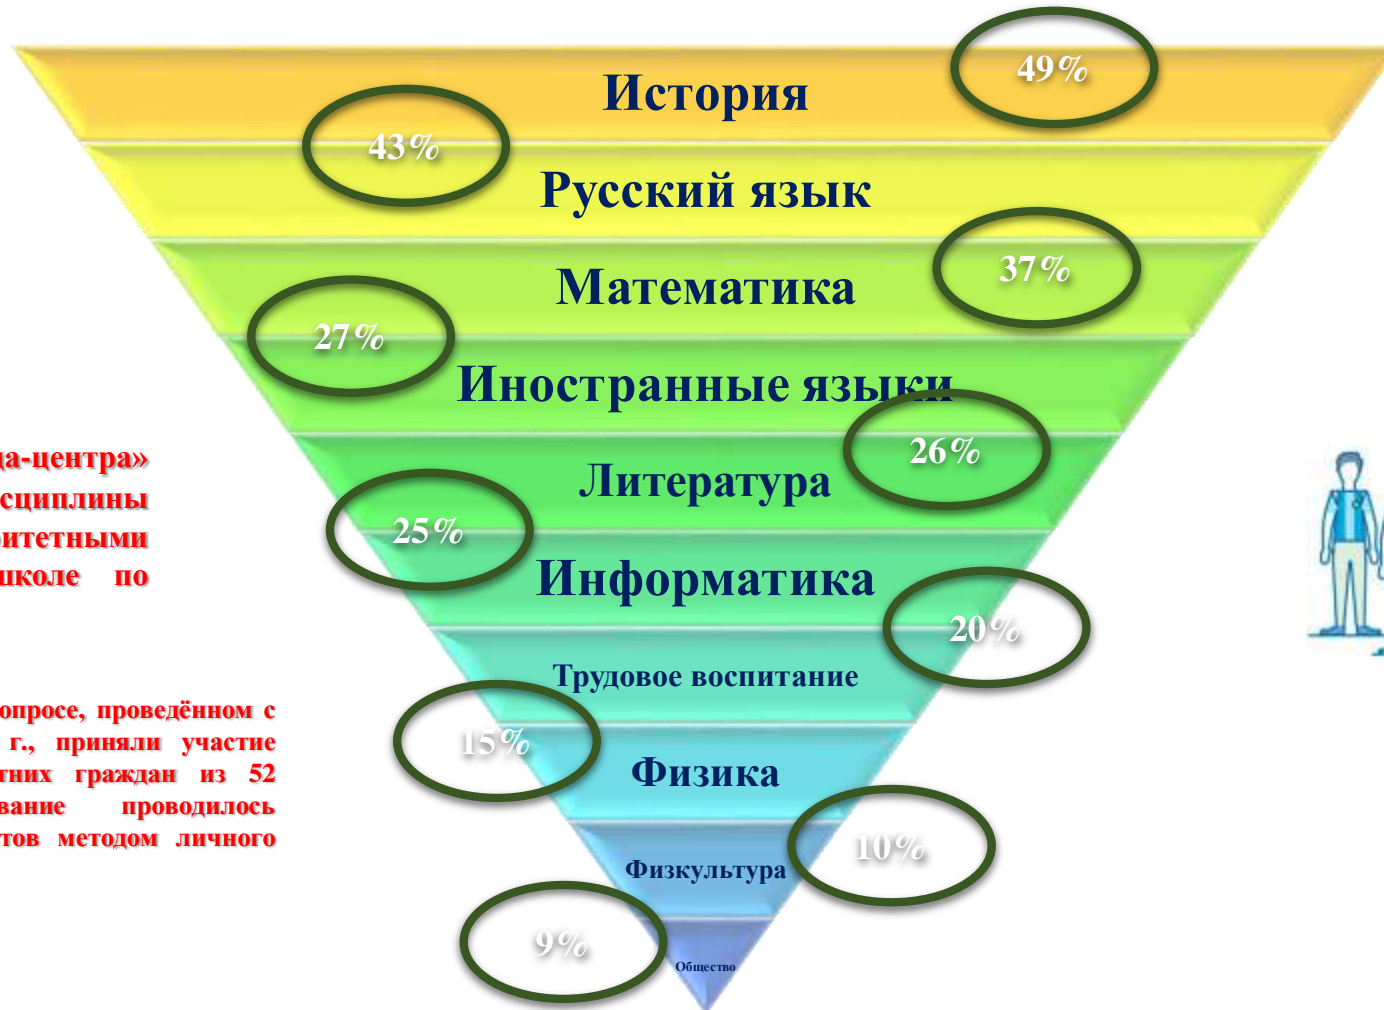 49%
История
43%
Русский язык
37%
Математика
27%
Иностранные языки
26%
Литература
25%
Информатика
20%
Трудовое воспитание
15%
Физика
10%
Физкультура
9%
Общество
да-центра»
сциплины
итетными
школе по
опросе, проведённом с
г., приняли участие
тних граждан из 52
вание проводилось
тов методом личного